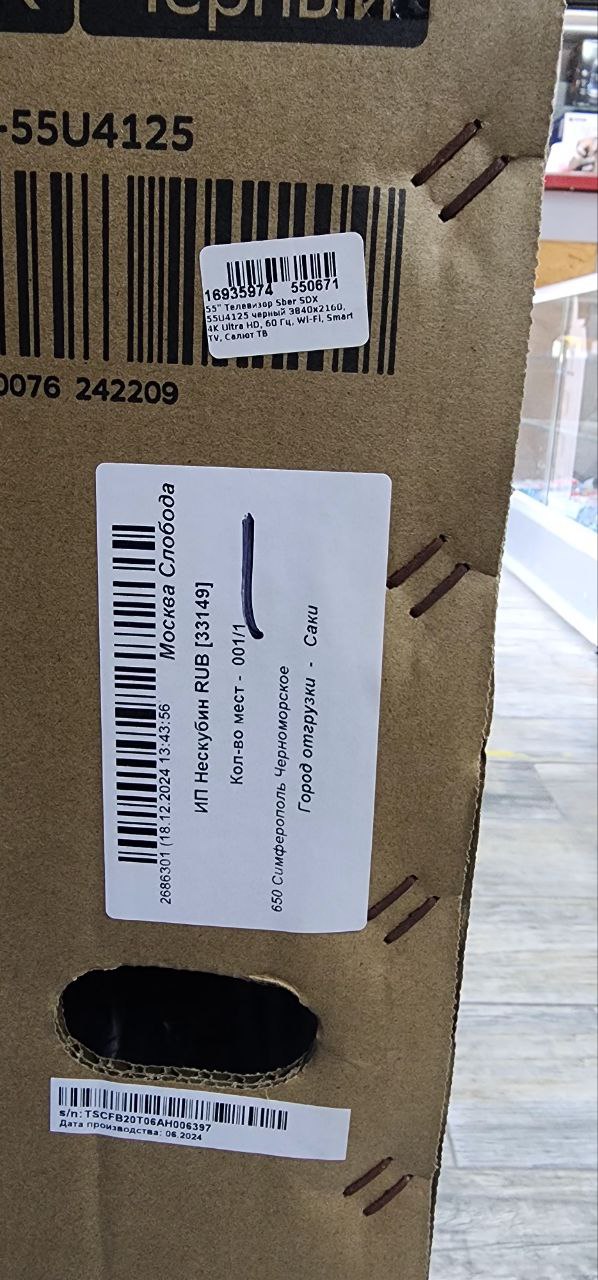 Черный
-55U4125
16935974 550671
55" Телевизор Sber SDX
55U4125 черный 3840x2160,
4K Ultra HD, 60 Гц, Wi-Fi, Smart
TV, Салют ТВ
0076 242209
2686301 (18.12.2024 13:43:56 Москва Слобода
ИП Нескубин RUB [33149]
Кол-во мест - 001/1
650 Симферополь Черноморское
Город отгрузки - Саки
s/n: TSCFB20T06AH006397
Дата производства: 06.2024